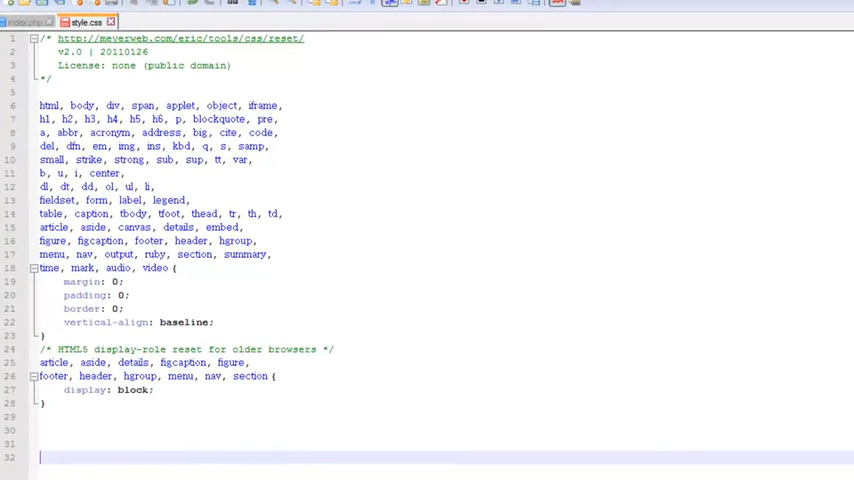 index.php
style.css
1 /* http://meyerweb.com/eric/tools/css/reset/
2 v2.0 | 20110126
3 License: none (public domain)
4 */
5
6 html, body, div, span, applet, object, iframe,
7 h1, h2, h3, h4, h5, h6, p, blockquote, pre,
8 a, abbr, acronym, address, big, cite, code,
9 del, dfn, em, img, ins, kbd, q, s, samp,
10 small, strike, strong, sub, sup, tt, var,
11 b, u, i, center,
12 dl, dt, dd, ol, ul, li,
13 fieldset, form, label, legend,
14 table, caption, tbody, tfoot, thead, tr, th, td,
15 article, aside, canvas, details, embed,
16 figure, figcaption, footer, header, hgroup,
17 menu, nav, output, ruby, section, summary,
18 time, mark, audio, video {
19 margin: 0;
20 padding: 0;
21 border: 0;
22 vertical-align: baseline;
23 }
24 /* HTML5 display-role reset for older browsers */
25 article, aside, details, figcaption, figure,
26 footer, header, hgroup, menu, nav, section {
27 display: block;
28 }
29
30
31
32